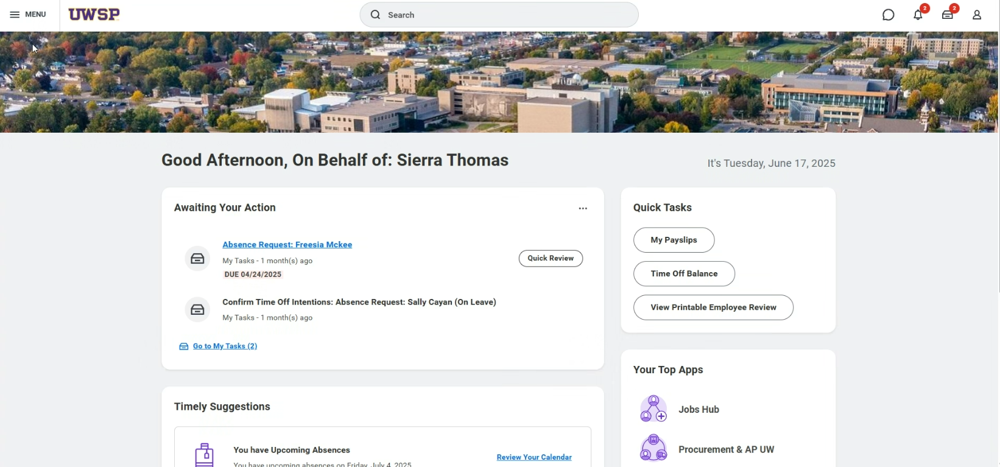 MENU
UWSP
Search
2
2
Good Afternoon, On Behalf of: Sierra Thomas
It's Tuesday, June 17, 2025
Awaiting Your Action
Absence Request: Freesia Mckee
My Tasks - 1 month(s) ago
DUE 04/24/2025
Quick Review
Confirm Time Off Intentions: Absence Request: Sally Cayan (On Leave)
My Tasks - 1 month(s) ago
Go to My Tasks (2)
Quick Tasks
My Payslips
Time Off Balance
View Printable Employee Review
Timely Suggestions
You have Upcoming Absences
You have upcoming absences on Friday, July 4, 2025
Review Your Calendar
Your Top Apps
Jobs Hub
Procurement & AP UW